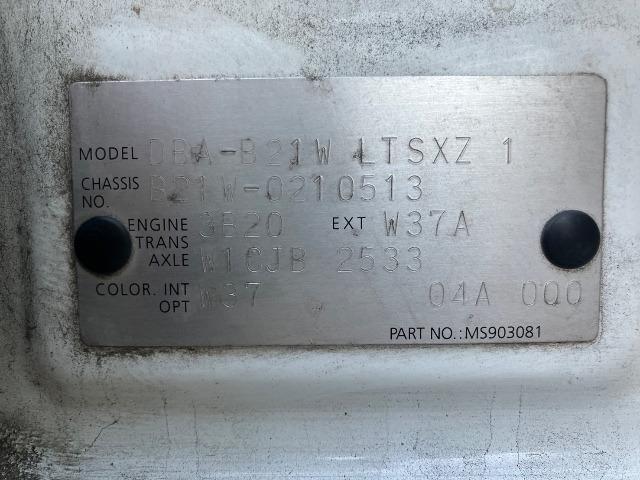 MODEL DBA-B21W LTSXZ 1
CHASSIS NO. B21W-0210513
ENGINE 3B20 EXT W37A
TRANS AXLE W1CJB 2533
COLOR. INT OPT W37 04A 000
PART NO.: MS903081